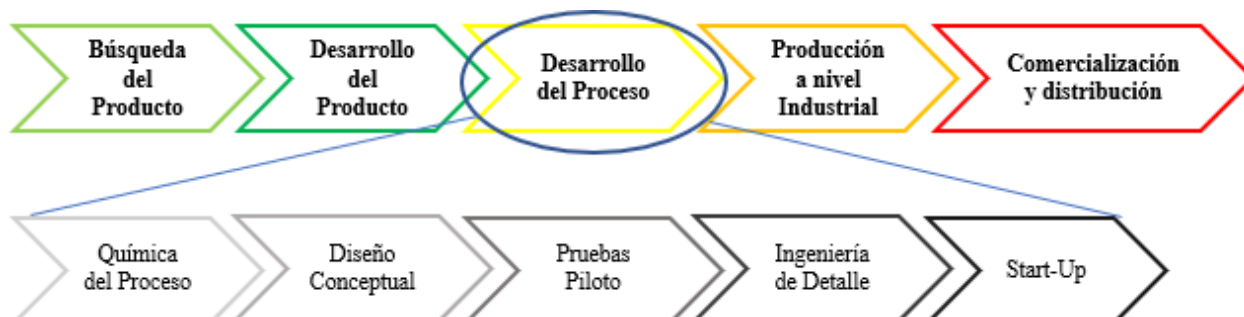 Búsqueda
del
Producto
Desarrollo
del
Producto
Desarrollo
del Proceso
Producción
a nivel
Industrial
Comercialización
y distribución
Química
del Proceso
Diseño
Conceptual
Pruebas
Piloto
Ingeniería
de Detalle
Start-Up